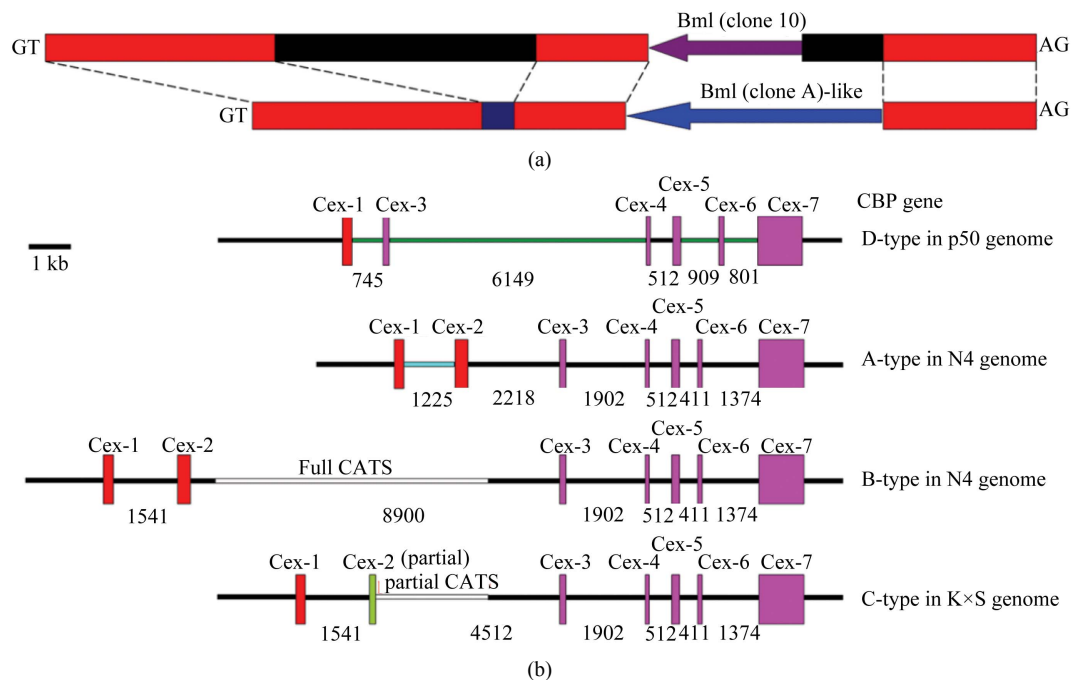 Bml (clone 10)
GT
AG
Bml (clone A)-like
GT
AG
(a)
Cex-5
Cex-1 Cex-3 Cex-4 Cex-6 Cex-7
CBP gene
D-type in p50 genome
1 kb
745 6149 512 909 801
Cex-5
Cex-1 Cex-2 Cex-3 Cex-4 Cex-6 Cex-7
A-type in N4 genome
1225 2218 1902 512 411 1374
Cex-5
Cex-1 Cex-2 Cex-3 Cex-4 Cex-6 Cex-7
Full CATS
B-type in N4 genome
1541 8900 1902 512 411 1374
Cex-5
Cex-1 Cex-2 (partial) Cex-3 Cex-4 Cex-6 Cex-7
partial CATS
C-type in K×S genome
1541 4512 1902 512 411 1374
(b)